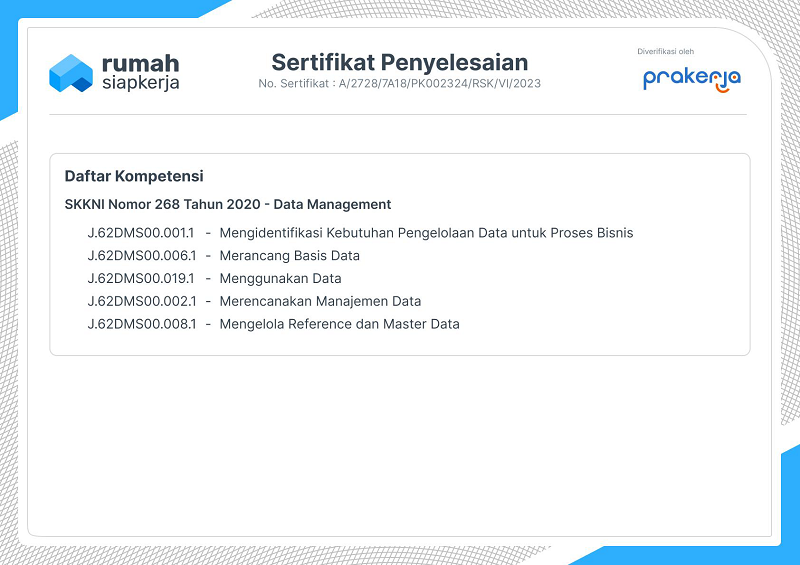 rumah
siapkerja
Sertifikat Penyelesaian
No. Sertifikat : A/2728/7A18/PK002324/RSK/VI/2023
Diverifikasi oleh
prakerja
Daftar Kompetensi
SKKNI Nomor 268 Tahun 2020 - Data Management
J.62DMS00.001.1 - Mengidentifikasi Kebutuhan Pengelolaan Data untuk Proses Bisnis
J.62DMS00.006.1 - Merancang Basis Data
J.62DMS00.019.1 - Menggunakan Data
J.62DMS00.002.1 - Merencanakan Manajemen Data
J.62DMS00.008.1 - Mengelola Reference dan Master Data